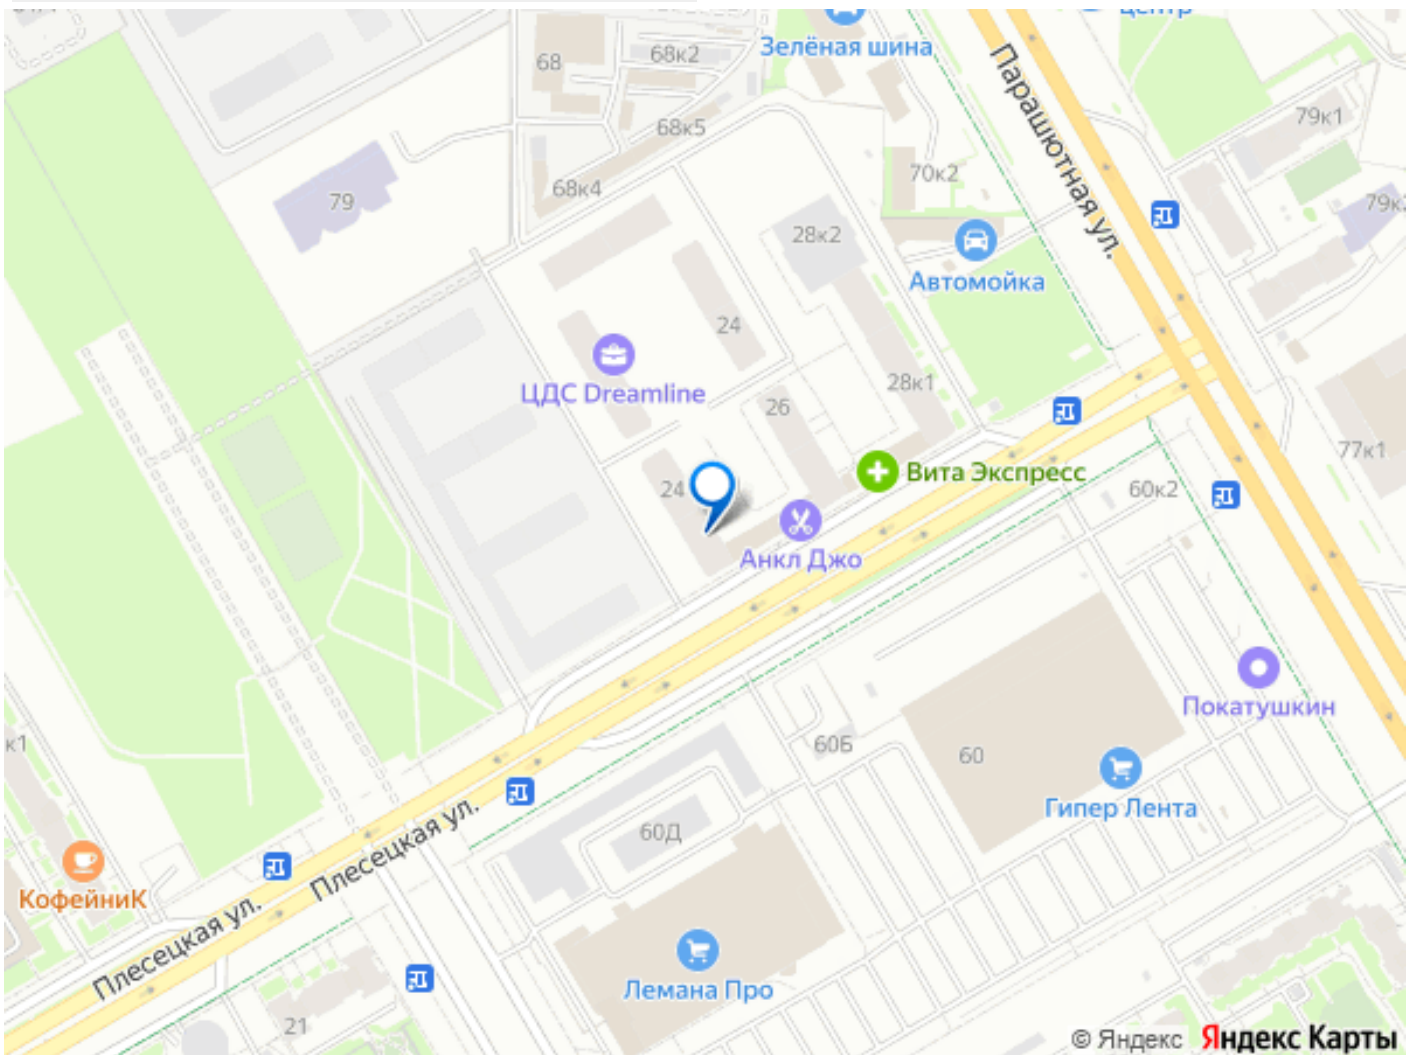 центр
Зелёная шина
68
68к2
Парашютная ул.
79к1
68к5
70к2
68к4
79
28к2
Автомойка
24
ЦДС Dreamline
28к1
26
77к1
24
Вита Экспресс
60к2
Анкл Джо
Покатушкин
к1
60Б
60
Гипер Лента
60Д
Плесецкая ул.
КофейниК
Плесецкая ул.
Лемана Про
21
© Яндекс Яндекс Карты